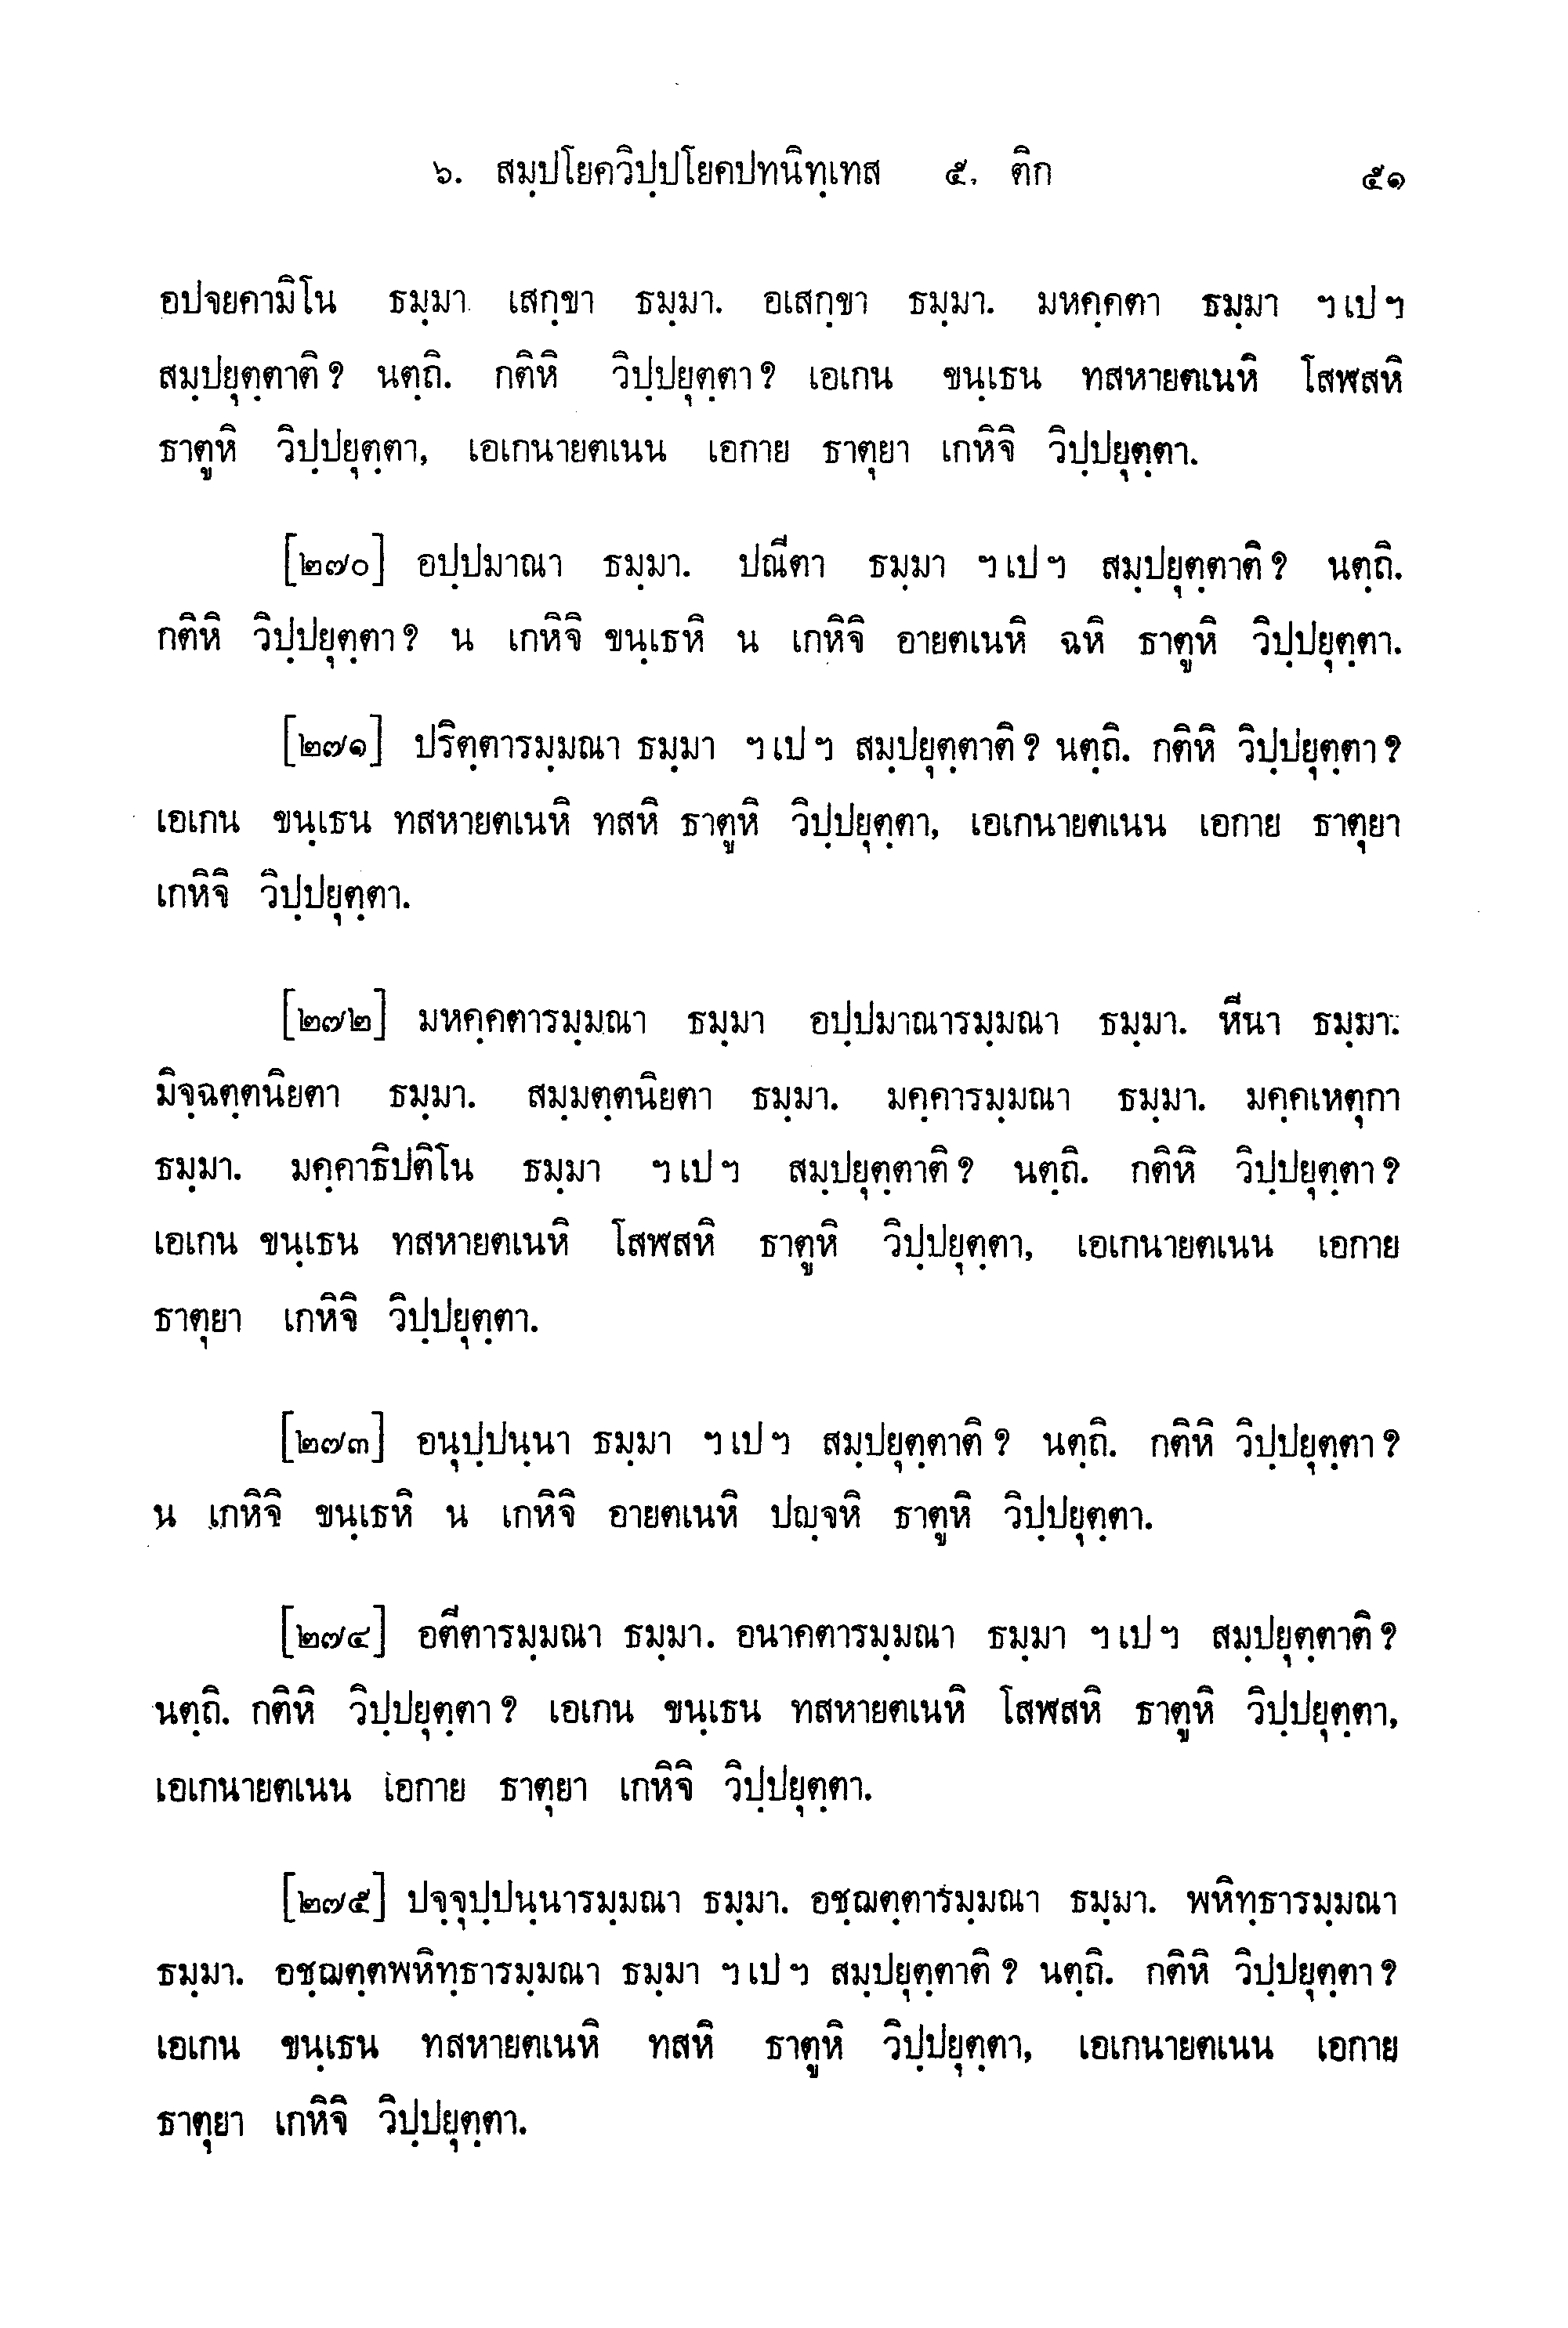 ๖. สมฺปโยควิปฺปโยคปทนิทฺเทส ๕. ติก ๕๑
อปจยคามิโน ธมฺมา เสกฺขา ธมฺมา. อเสกฺขา ธมฺมา. มหคฺคตา ธมฺมา ฯ เป ฯ
สมฺปยุตฺตาติ ? นตฺถิ. กติหิ วิปฺปยุตฺตา ? เอเกน ขนฺเธน ทสหายตเนหิ โสฬสหิ
ธาตูหิ วิปฺปยุตฺตา, เอเกนายตเนน เอกาย ธาตุยา เกหิจิ วิปฺปยุตฺตา.
[๒๗๐] อปฺปมาณา ธมฺมา. ปณีตา ธมฺมา ฯ เป ฯ สมฺปยุตฺตาติ ? นตฺถิ.
กติหิ วิปฺปยุตฺตา ? น เกหิจิ ขนฺเธหิ น เกหิจิ อายตเนหิ ฉหิ ธาตูหิ วิปฺปยุตฺตา.
[๒๗๑] ปริตฺตารมฺมณา ธมฺมา ฯ เป ฯ สมฺปยุตฺตาติ ? นตฺถิ. กติหิ วิปฺปยุตฺตา ?
เอเกน ขนฺเธน ทสหายตเนหิ ทสหิ ธาตูหิ วิปฺปยุตฺตา, เอเกนายตเนน เอกาย ธาตุยา
เกหิจิ วิปฺปยุตฺตา.
[๒๗๒] มหคฺคตารมฺมณา ธมฺมา อปฺปมาณารมฺมณา ธมฺมา. หีนา ธมฺมา.
มิจฺฉตฺตนิยตา ธมฺมา. สมฺมตฺตนิยตา ธมฺมา. มคฺคารมฺมณา ธมฺมา. มคฺคเหตุกา
ธมฺมา. มคฺคาธิปติโน ธมฺมา ฯ เป ฯ สมฺปยุตฺตาติ ? นตฺถิ. กติหิ วิปฺปยุตฺตา ?
เอเกน ขนฺเธน ทสหายตเนหิ โสฬสหิ ธาตูหิ วิปฺปยุตฺตา, เอเกนายตเนน เอกาย
ธาตุยา เกหิจิ วิปฺปยุตฺตา.
[๒๗๓] อนุปฺปนฺนา ธมฺมา ฯ เป ฯ สมฺปยุตฺตาติ ? นตฺถิ. กติหิ วิปฺปยุตฺตา ?
น เกหิจิ ขนฺเธหิ น เกหิจิ อายตเนหิ ปญฺจหิ ธาตูหิ วิปฺปยุตฺตา.
[๒๗๔] อตีตารมฺมณา ธมฺมา. อนาคตารมฺมณา ธมฺมา ฯ เป ฯ สมฺปยุตฺตาติ ?
นตฺถิ. กติหิ วิปฺปยุตฺตา ? เอเกน ขนฺเธน ทสหายตเนหิ โสฬสหิ ธาตูหิ วิปฺปยุตฺตา,
เอเกนายตเนน เอกาย ธาตุยา เกหิจิ วิปฺปยุตฺตา.
[๒๗๕] ปจฺจุปฺปนฺนารมฺมณา ธมฺมา. อชฺฌตฺตารมฺมณา ธมฺมา. พหิทฺธารมฺมณา
ธมฺมา. อชฺฌตฺตพหิทฺธารมฺมณา ธมฺมา ฯ เป ฯ สมฺปยุตฺตาติ ? นตฺถิ. กติหิ วิปฺปยุตฺตา ?
เอเกน ขนฺเธน ทสหายตเนหิ ทสหิ ธาตูหิ วิปฺปยุตฺตา, เอเกนายตเนน เอกาย
ธาตุยา เกหิจิ วิปฺปยุตฺตา.